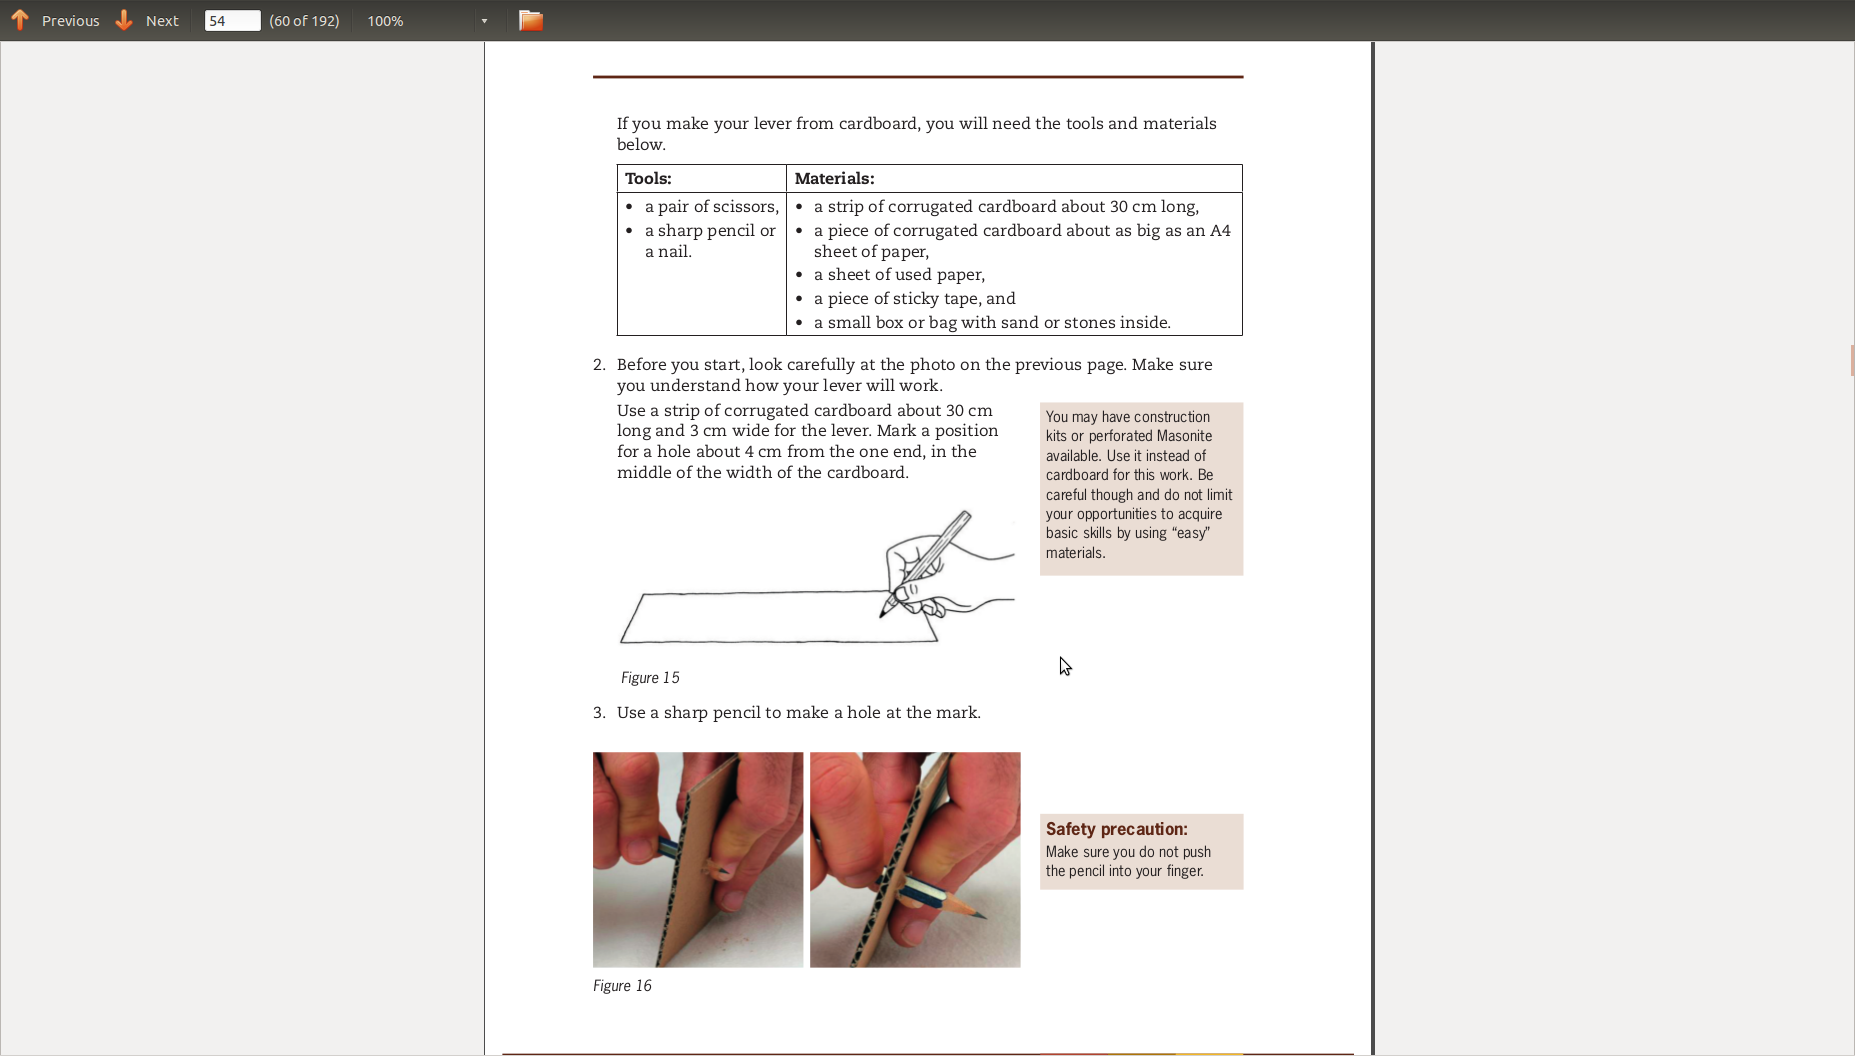 Previous Next 54 (60 of 192) 100%
If you make your lever from cardboard, you will need the tools and materials
below.
Tools:
• a pair of scissors,
• a sharp pencil or
a nail.
Materials:
• a strip of corrugated cardboard about 30 cm long,
• a piece of corrugated cardboard about as big as an A4
sheet of paper,
• a sheet of used paper,
• a piece of sticky tape, and
• a small box or bag with sand or stones inside.
2. Before you start, look carefully at the photo on the previous page. Make sure
you understand how your lever will work.
Use a strip of corrugated cardboard about 30 cm
long and 3 cm wide for the lever. Mark a position
for a hole about 4 cm from the one end, in the
middle of the width of the cardboard.
You may have construction
kits or perforated Masonite
available. Use it instead of
cardboard for this work. Be
careful though and do not limit
your opportunities to acquire
basic skills by using “easy”
materials.
Figure 15
3. Use a sharp pencil to make a hole at the mark.
Safety precaution:
Make sure you do not push
the pencil into your finger.
Figure 16